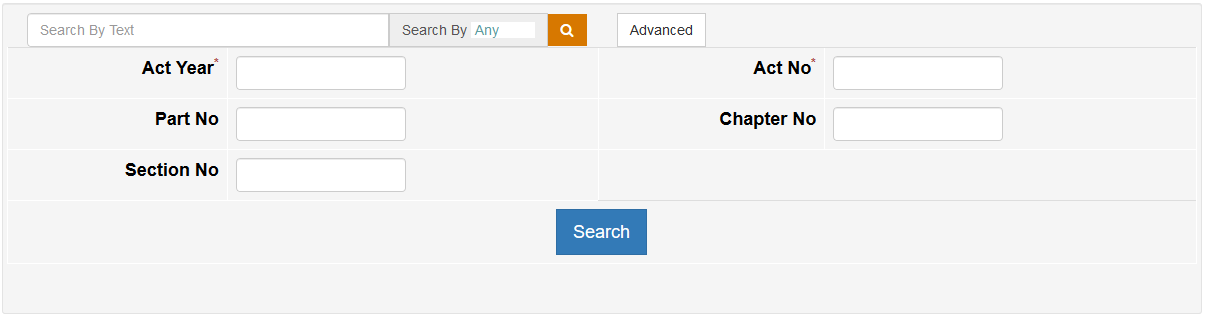 Search By Text Search By Any Advanced
Act Year* Act No*
Part No Chapter No
Section No
Search